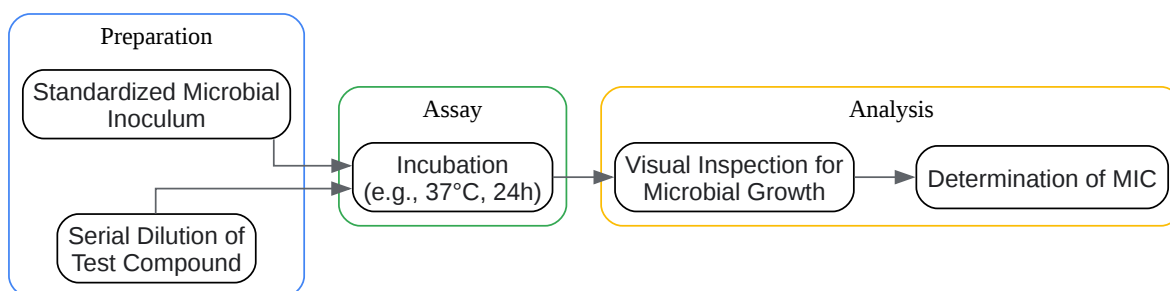 Preparation
Standardized Microbial
Inoculum
Serial Dilution of
Test Compound
Assay
Incubation
(e.g., 37°C, 24h)
Analysis
Visual Inspection for
Microbial Growth
Determination of MIC